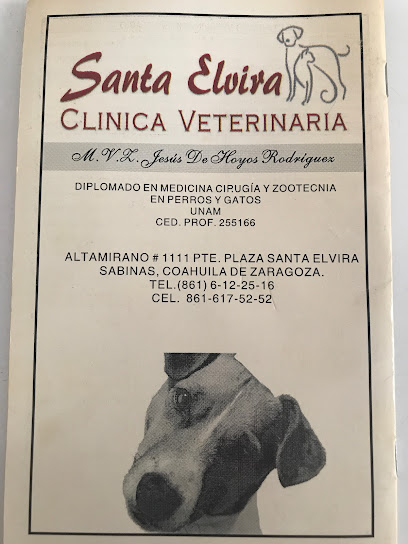 Santa Elvira
CLINICA VETERINARIA
M.V.Z. Jesús De Hoyos Rodriguez
DIPLOMADO EN MEDICINA CIRUGÍA Y ZOOTECNIA
EN PERROS Y GATOS
UNAM
CED. PROF. 255166
ALTAMIRANO # 1111 PTE. PLAZA SANTA ELVIRA
SABINAS, COAHUILA DE ZARAGOZA.
TEL.(861) 6-12-25-16
CEL. 861-617-52-52